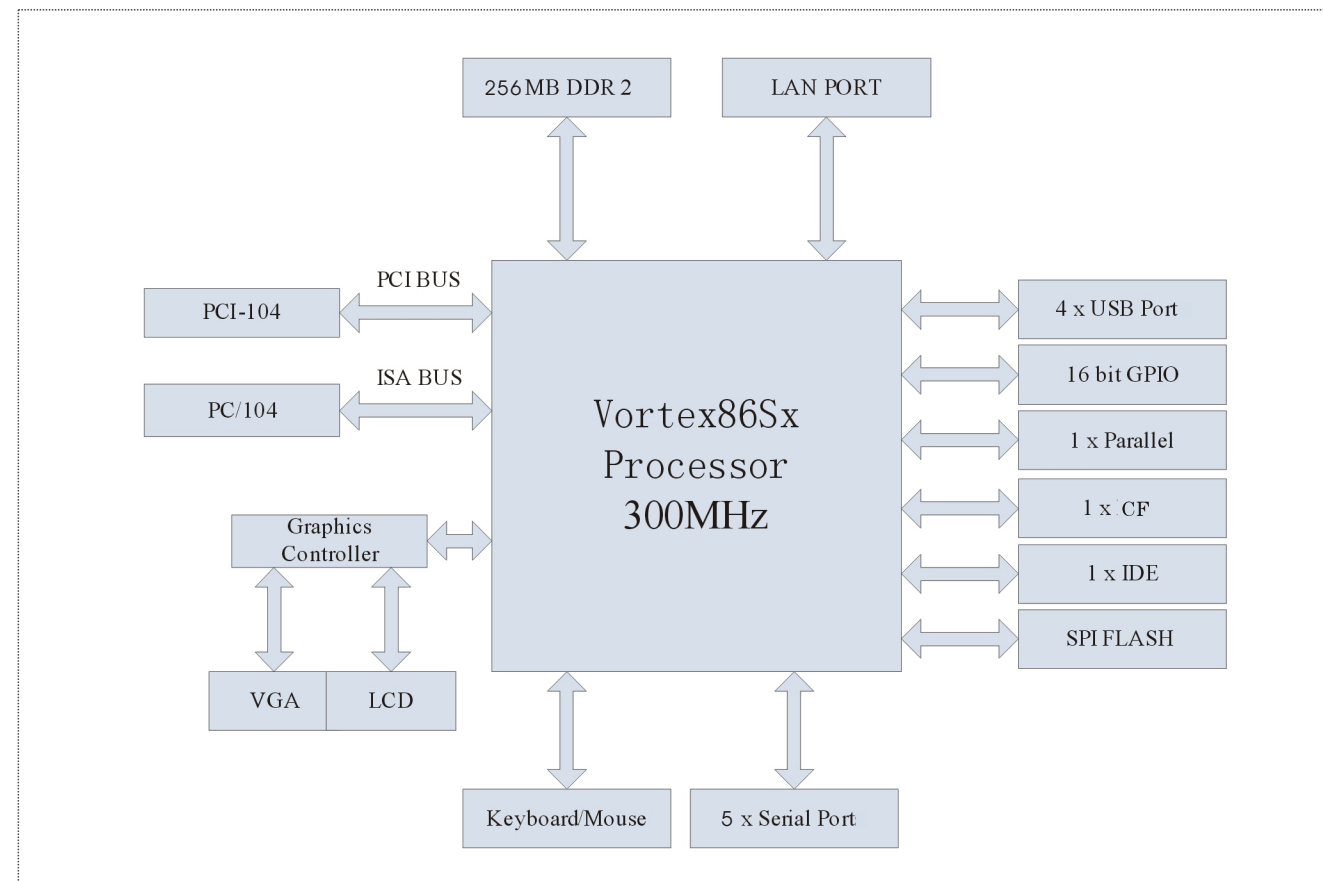 256MB DDR 2
LAN PORT
PCI BUS
PCI-104
4 x USB Port
ISA BUS
16 bit GPIO
PC/104
Vortex86Sx
Processor
300MHz
1 x Parallel
1 x CF
Graphics
Controller
1 x IDE
SPI FLASH
VGA
LCD
Keyboard/Mouse
5 x Serial Port